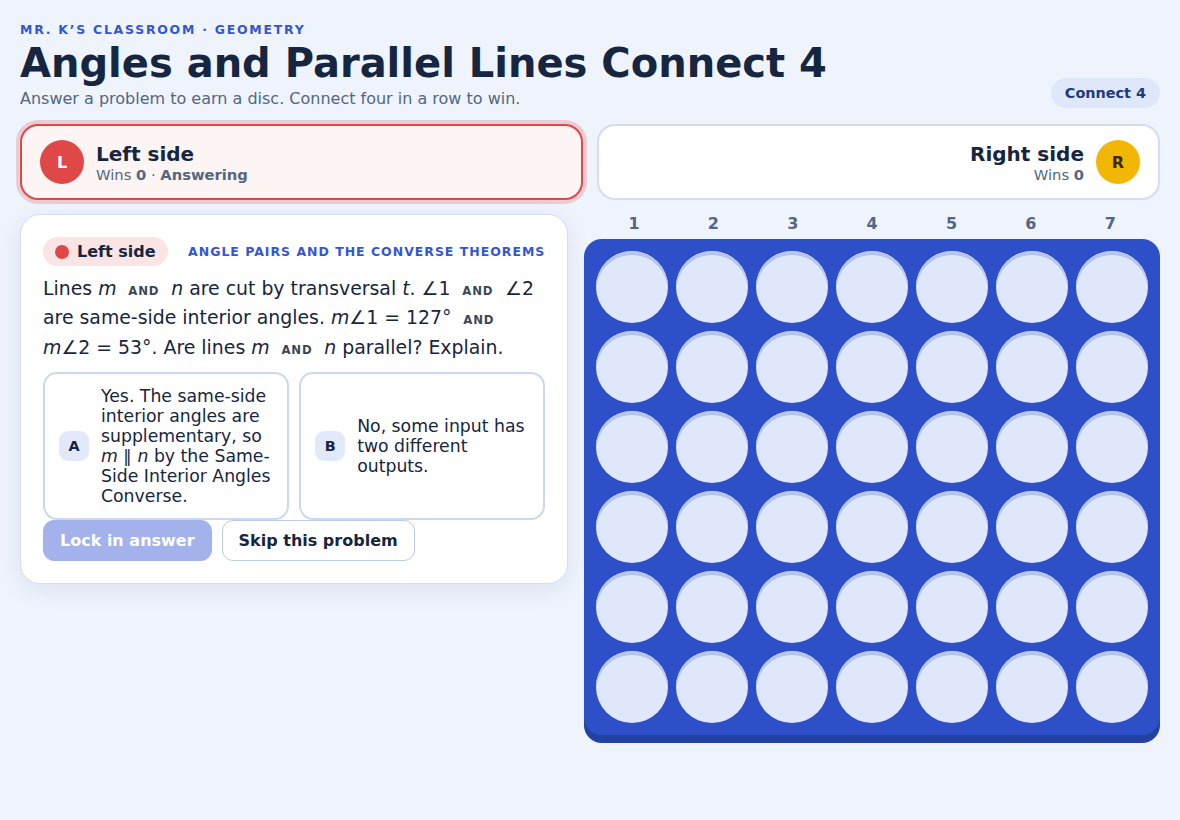 MR. K’S CLASSROOM · GEOMETRY
Angles and Parallel Lines Connect 4
Answer a problem to earn a disc. Connect four in a row to win.
Connect 4
L
Left side
Wins 0 · Answering
Right side
Wins 0
R
Left side
ANGLE PAIRS AND THE CONVERSE THEOREMS
Lines m AND n are cut by transversal t. ∠1 AND ∠2
are same-side interior angles. m∠1 = 127° AND
m∠2 = 53°. Are lines m AND n parallel? Explain.
A
Yes. The same-side
interior angles are
supplementary, so
m ∥ n by the Same-
Side Interior Angles
Converse.
B
No, some input has
two different
outputs.
Lock in answer
Skip this problem
1 2 3 4 5 6 7